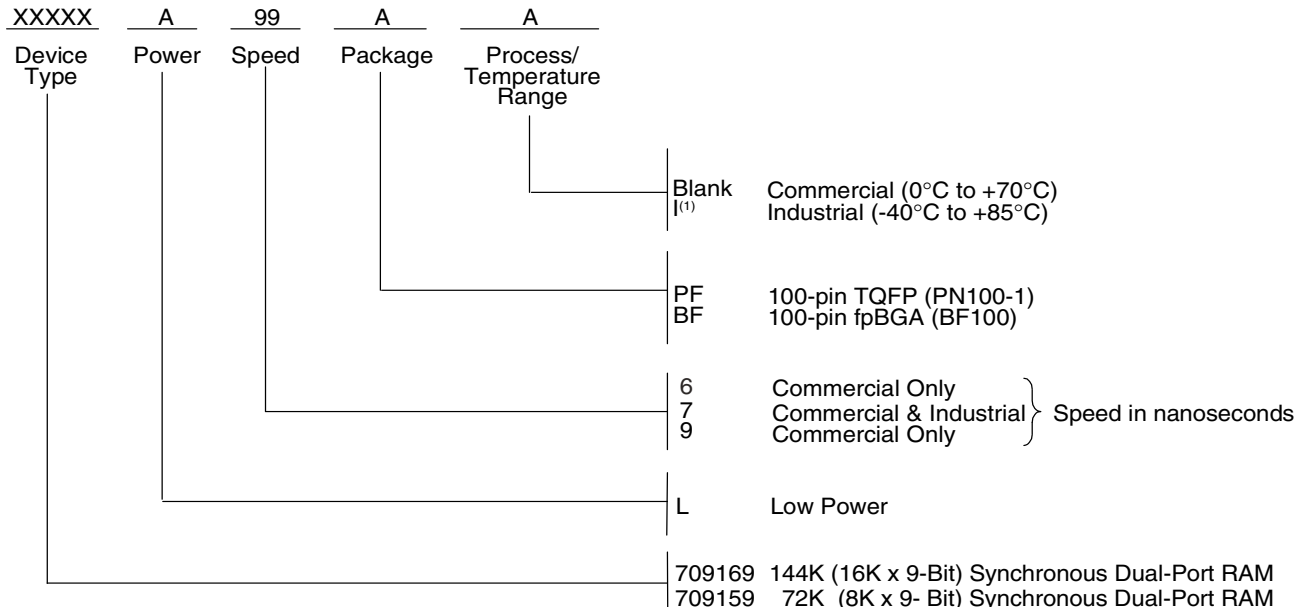 XXXXX A 99 A A
Device Type Power Speed Package Process/ Temperature Range
Blank Commercial (0°C to +70°C)
I(1) Industrial (-40°C to +85°C)
PF 100-pin TQFP (PN100-1)
BF 100-pin fpBGA (BF100)
6 Commercial Only
7 Commercial & Industrial Speed in nanoseconds
9 Commercial Only
L Low Power
709169 144K (16K x 9-Bit) Synchronous Dual-Port RAM
709159 72K (8K x 9- Bit) Synchronous Dual-Port RAM